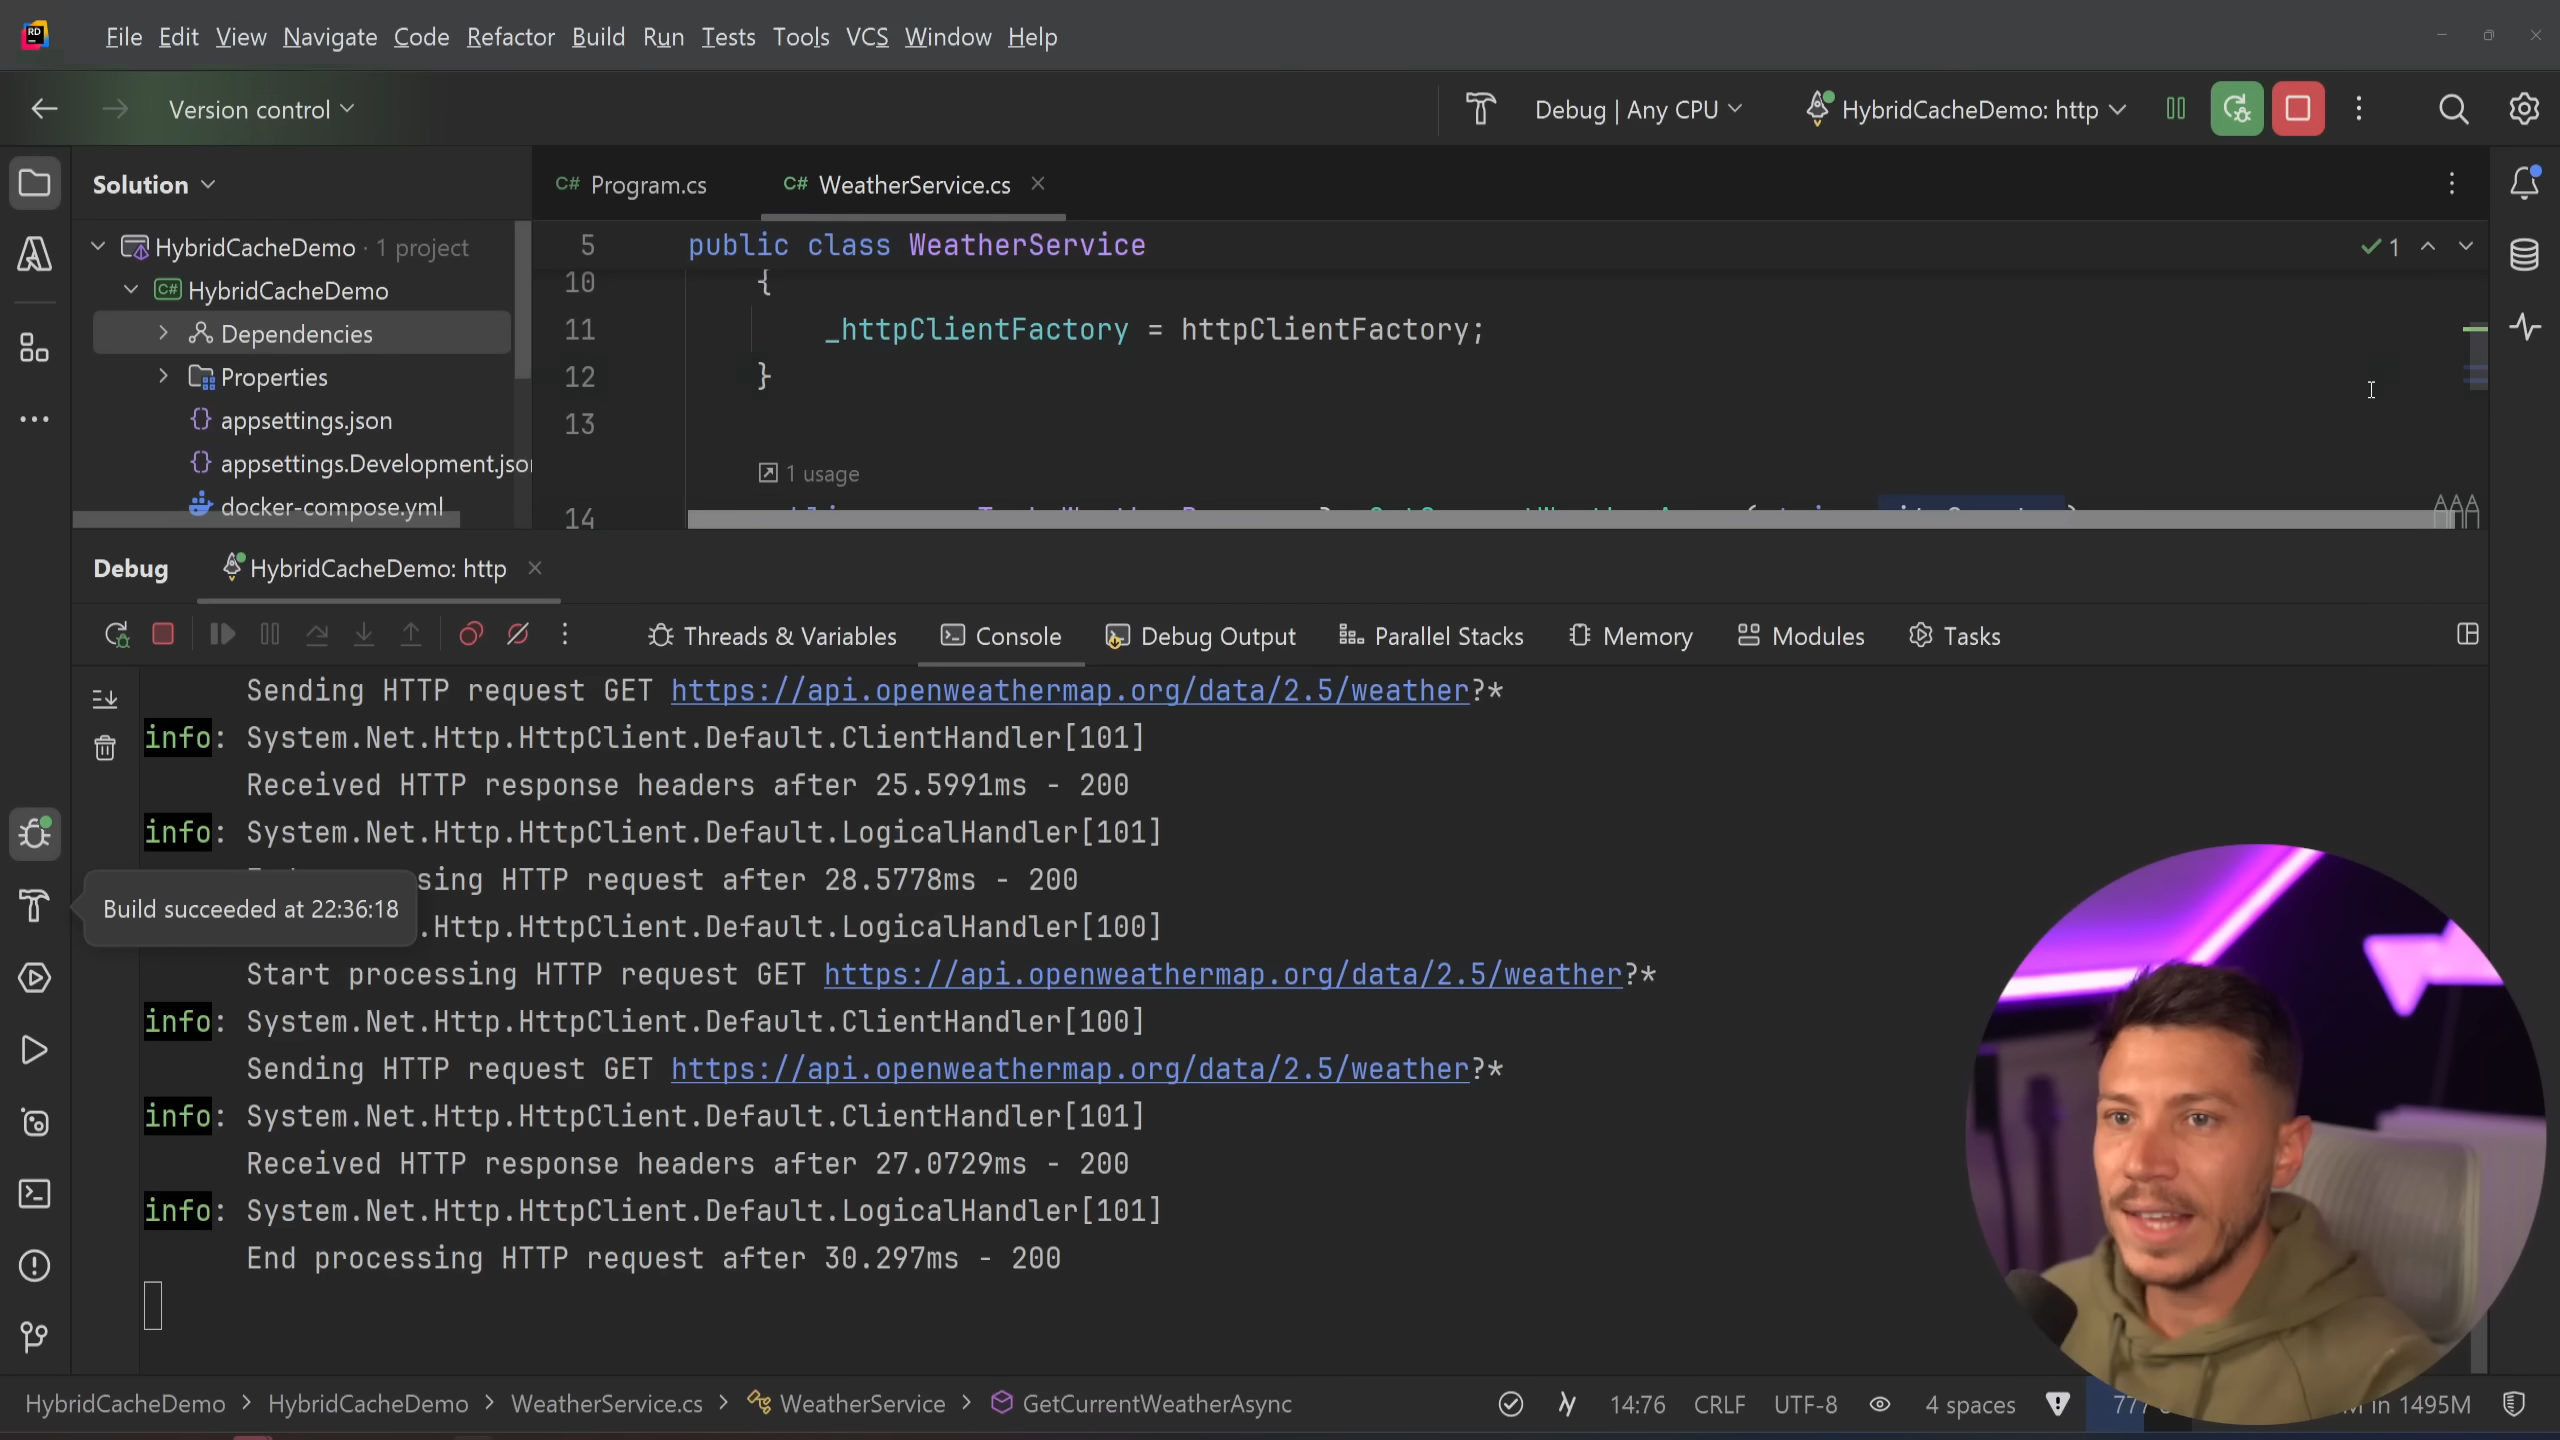 RD
File Edit View Navigate Code Refactor Build Run Tests Tools VCS Window Help
Version control
Debug | Any CPU
HybridCacheDemo: http
Solution
C# Program.cs
C# WeatherService.cs
HybridCacheDemo · 1 project
C# HybridCacheDemo
Dependencies
Properties
{} appsettings.json
{} appsettings.Development.json
docker-compose.yml
5 public class WeatherService
1
10 {
11 _httpClientFactory = httpClientFactory;
12 }
13
1 usage
14
Debug
HybridCacheDemo: http
Threads & Variables
Console
Debug Output
Parallel Stacks
Memory
Modules
Tasks
Sending HTTP request GET https://api.openweathermap.org/data/2.5/weather?*
info: System.Net.Http.HttpClient.Default.ClientHandler[101]
Received HTTP response headers after 25.5991ms - 200
info: System.Net.Http.HttpClient.Default.LogicalHandler[101]
sing HTTP request after 28.5778ms - 200
Build succeeded at 22:36:18
.Http.HttpClient.Default.LogicalHandler[100]
Start processing HTTP request GET https://api.openweathermap.org/data/2.5/weather?*
info: System.Net.Http.HttpClient.Default.ClientHandler[100]
Sending HTTP request GET https://api.openweathermap.org/data/2.5/weather?*
info: System.Net.Http.HttpClient.Default.ClientHandler[101]
Received HTTP response headers after 27.0729ms - 200
info: System.Net.Http.HttpClient.Default.LogicalHandler[101]
End processing HTTP request after 30.297ms - 200
HybridCacheDemo > HybridCacheDemo > WeatherService.cs > WeatherService > GetCurrentWeatherAsync
14:76 CRLF UTF-8 4 spaces
777
in 1495M